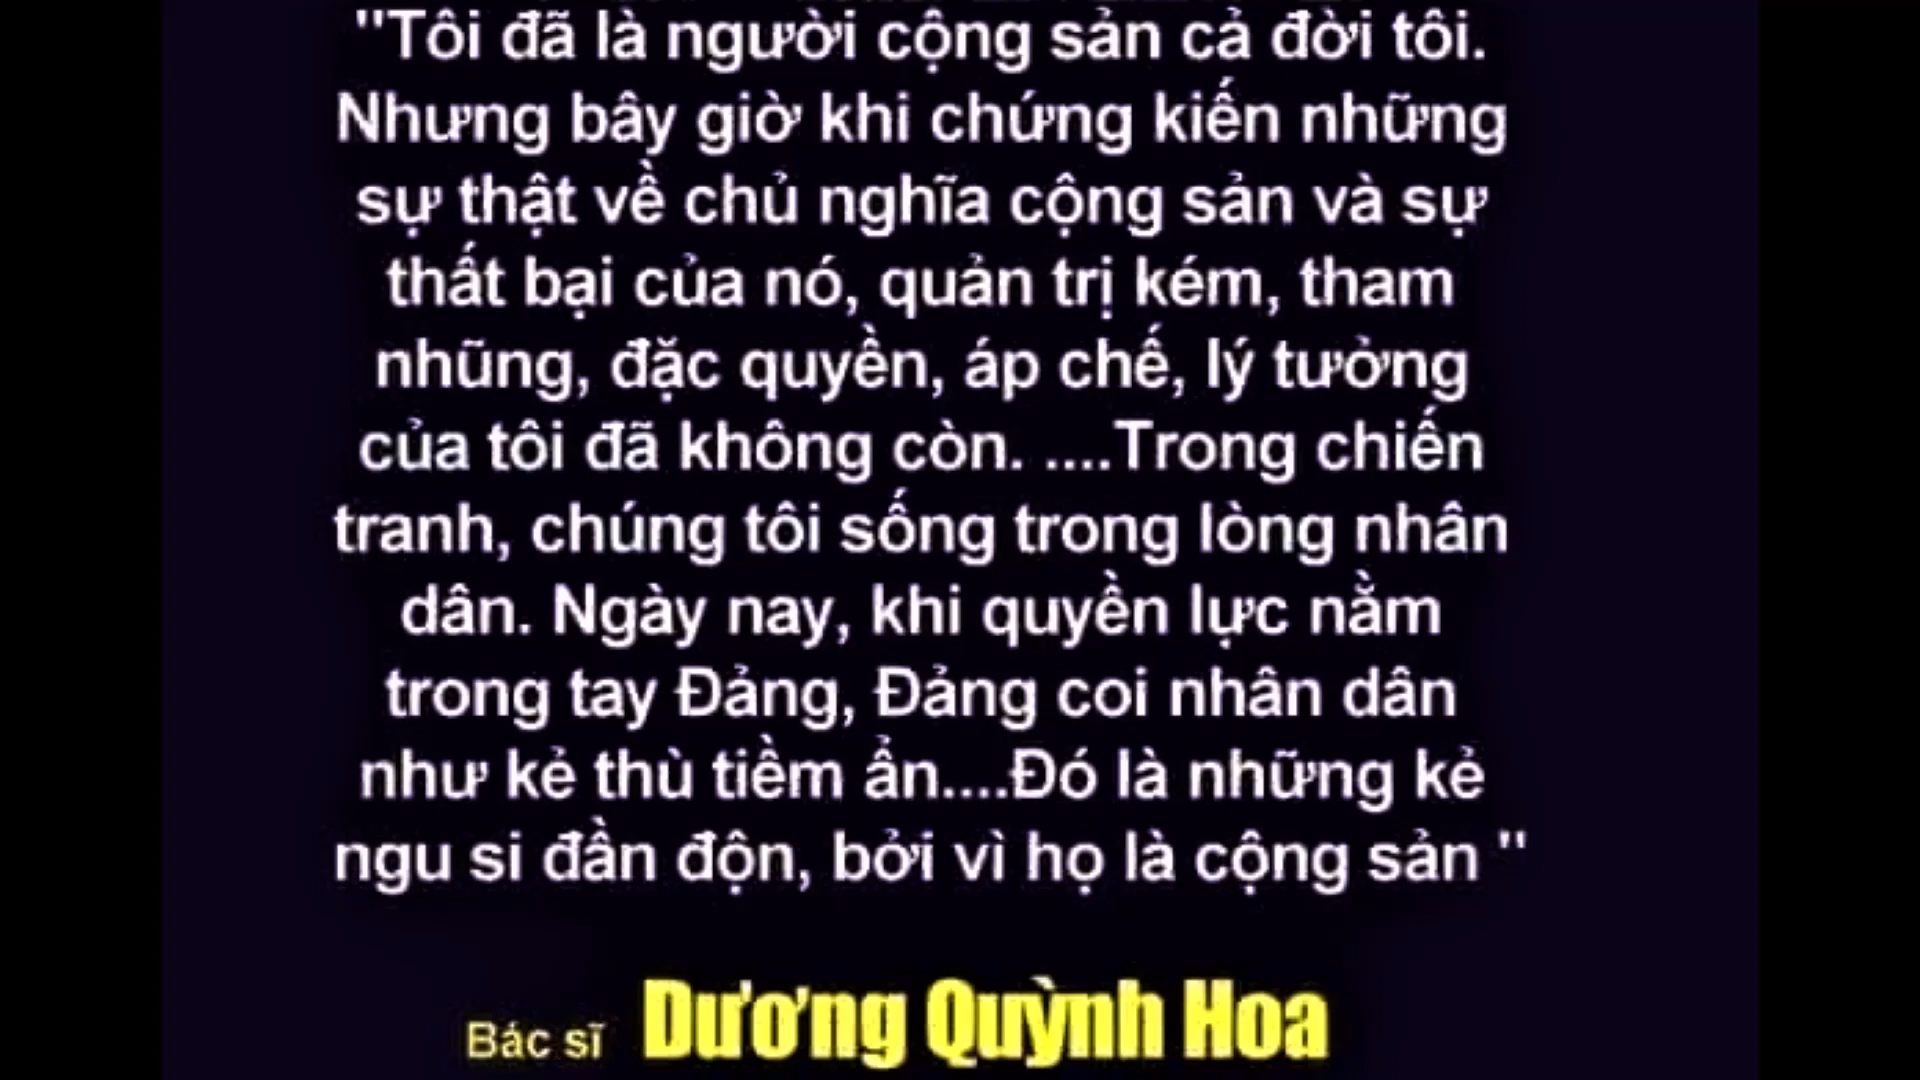 "Tôi đã là người cộng sản cả đời tôi.
Nhưng bây giờ khi chứng kiến những
sự thật về chủ nghĩa cộng sản và sự
thất bại của nó, quản trị kém, tham
nhũng, đặc quyền, áp chế, lý tưởng
của tôi đã không còn. ....Trong chiến
tranh, chúng tôi sống trong lòng nhân
dân. Ngày nay, khi quyền lực nằm
trong tay Đảng, Đảng coi nhân dân
như kẻ thù tiềm ẩn....Đó là những kẻ
ngu si đần độn, bởi vì họ là cộng sản "
Bác sĩ Dương Quỳnh Hoa